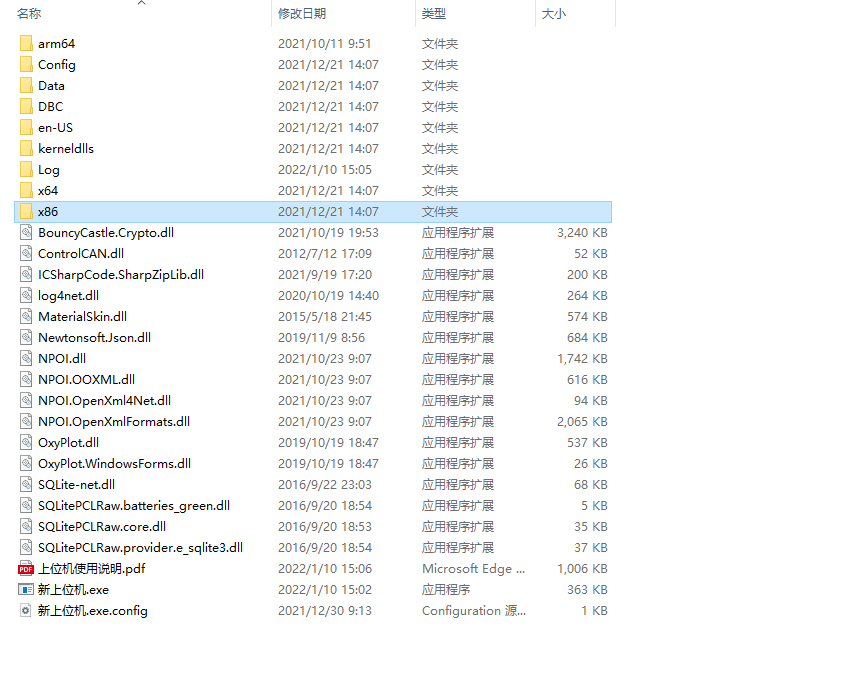 名称 修改日期 类型 大小
arm64 2021/10/11 9:51 文件夹
Config 2021/12/21 14:07 文件夹
Data 2021/12/21 14:07 文件夹
DBC 2021/12/21 14:07 文件夹
en-US 2021/12/21 14:07 文件夹
kerneldlls 2021/12/21 14:07 文件夹
Log 2022/1/10 15:05 文件夹
x64 2021/12/21 14:07 文件夹
x86 2021/12/21 14:07 文件夹
BouncyCastle.Crypto.dll 2021/10/19 19:53 应用程序扩展 3,240 KB
ControlCAN.dll 2012/7/12 17:09 应用程序扩展 52 KB
ICSharpCode.SharpZipLib.dll 2021/9/19 17:20 应用程序扩展 200 KB
log4net.dll 2020/10/19 14:40 应用程序扩展 264 KB
MaterialSkin.dll 2015/5/18 21:45 应用程序扩展 574 KB
Newtonsoft.Json.dll 2019/11/9 8:56 应用程序扩展 684 KB
NPOI.dll 2021/10/23 9:07 应用程序扩展 1,742 KB
NPOI.OOXML.dll 2021/10/23 9:07 应用程序扩展 616 KB
NPOI.OpenXml4Net.dll 2021/10/23 9:07 应用程序扩展 94 KB
NPOI.OpenXmlFormats.dll 2021/10/23 9:07 应用程序扩展 2,065 KB
OxyPlot.dll 2019/10/19 18:47 应用程序扩展 537 KB
OxyPlot.WindowsForms.dll 2019/10/19 18:47 应用程序扩展 26 KB
SQLite-net.dll 2016/9/22 23:03 应用程序扩展 68 KB
SQLitePCLRaw.batteries_green.dll 2016/9/20 18:54 应用程序扩展 5 KB
SQLitePCLRaw.core.dll 2016/9/20 18:53 应用程序扩展 35 KB
SQLitePCLRaw.provider.e_sqlite3.dll 2016/9/20 18:54 应用程序扩展 37 KB
PDF 上位机使用说明.pdf 2022/1/10 15:06 Microsoft Edge ... 1,006 KB
新上位机.exe 2022/1/10 15:02 应用程序 363 KB
新上位机.exe.config 2021/12/30 9:13 Configuration 源... 1 KB